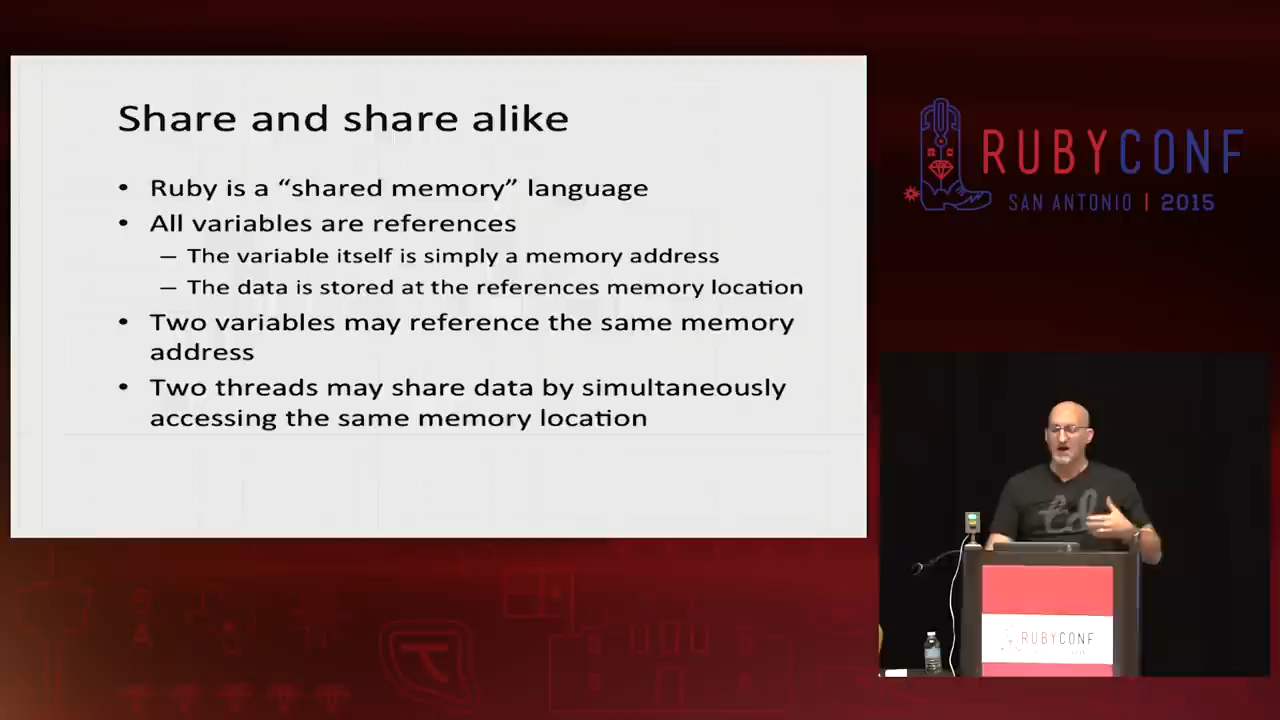 Share and share alike
• Ruby is a “shared memory” language
• All variables are references
– The variable itself is simply a memory address
– The data is stored at the references memory location
• Two variables may reference the same memory
address
• Two threads may share data by simultaneously
accessing the same memory location
RUBYCONF
SAN ANTONIO | 2015
td
RUBYCONF
S
A